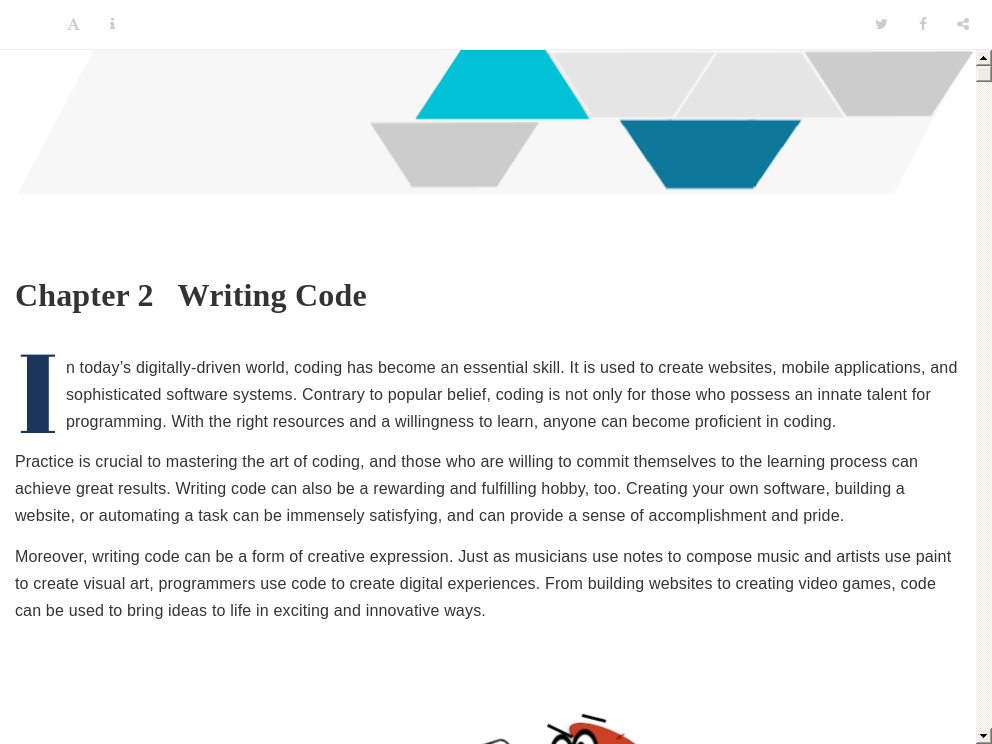 Chapter 2 Writing Code
In today’s digitally-driven world, coding has become an essential skill. It is used to create websites, mobile applications, and
sophisticated software systems. Contrary to popular belief, coding is not only for those who possess an innate talent for
programming. With the right resources and a willingness to learn, anyone can become proficient in coding.
Practice is crucial to mastering the art of coding, and those who are willing to commit themselves to the learning process can
achieve great results. Writing code can also be a rewarding and fulfilling hobby, too. Creating your own software, building a
website, or automating a task can be immensely satisfying, and can provide a sense of accomplishment and pride.
Moreover, writing code can be a form of creative expression. Just as musicians use notes to compose music and artists use paint
to create visual art, programmers use code to create digital experiences. From building websites to creating video games, code
can be used to bring ideas to life in exciting and innovative ways.